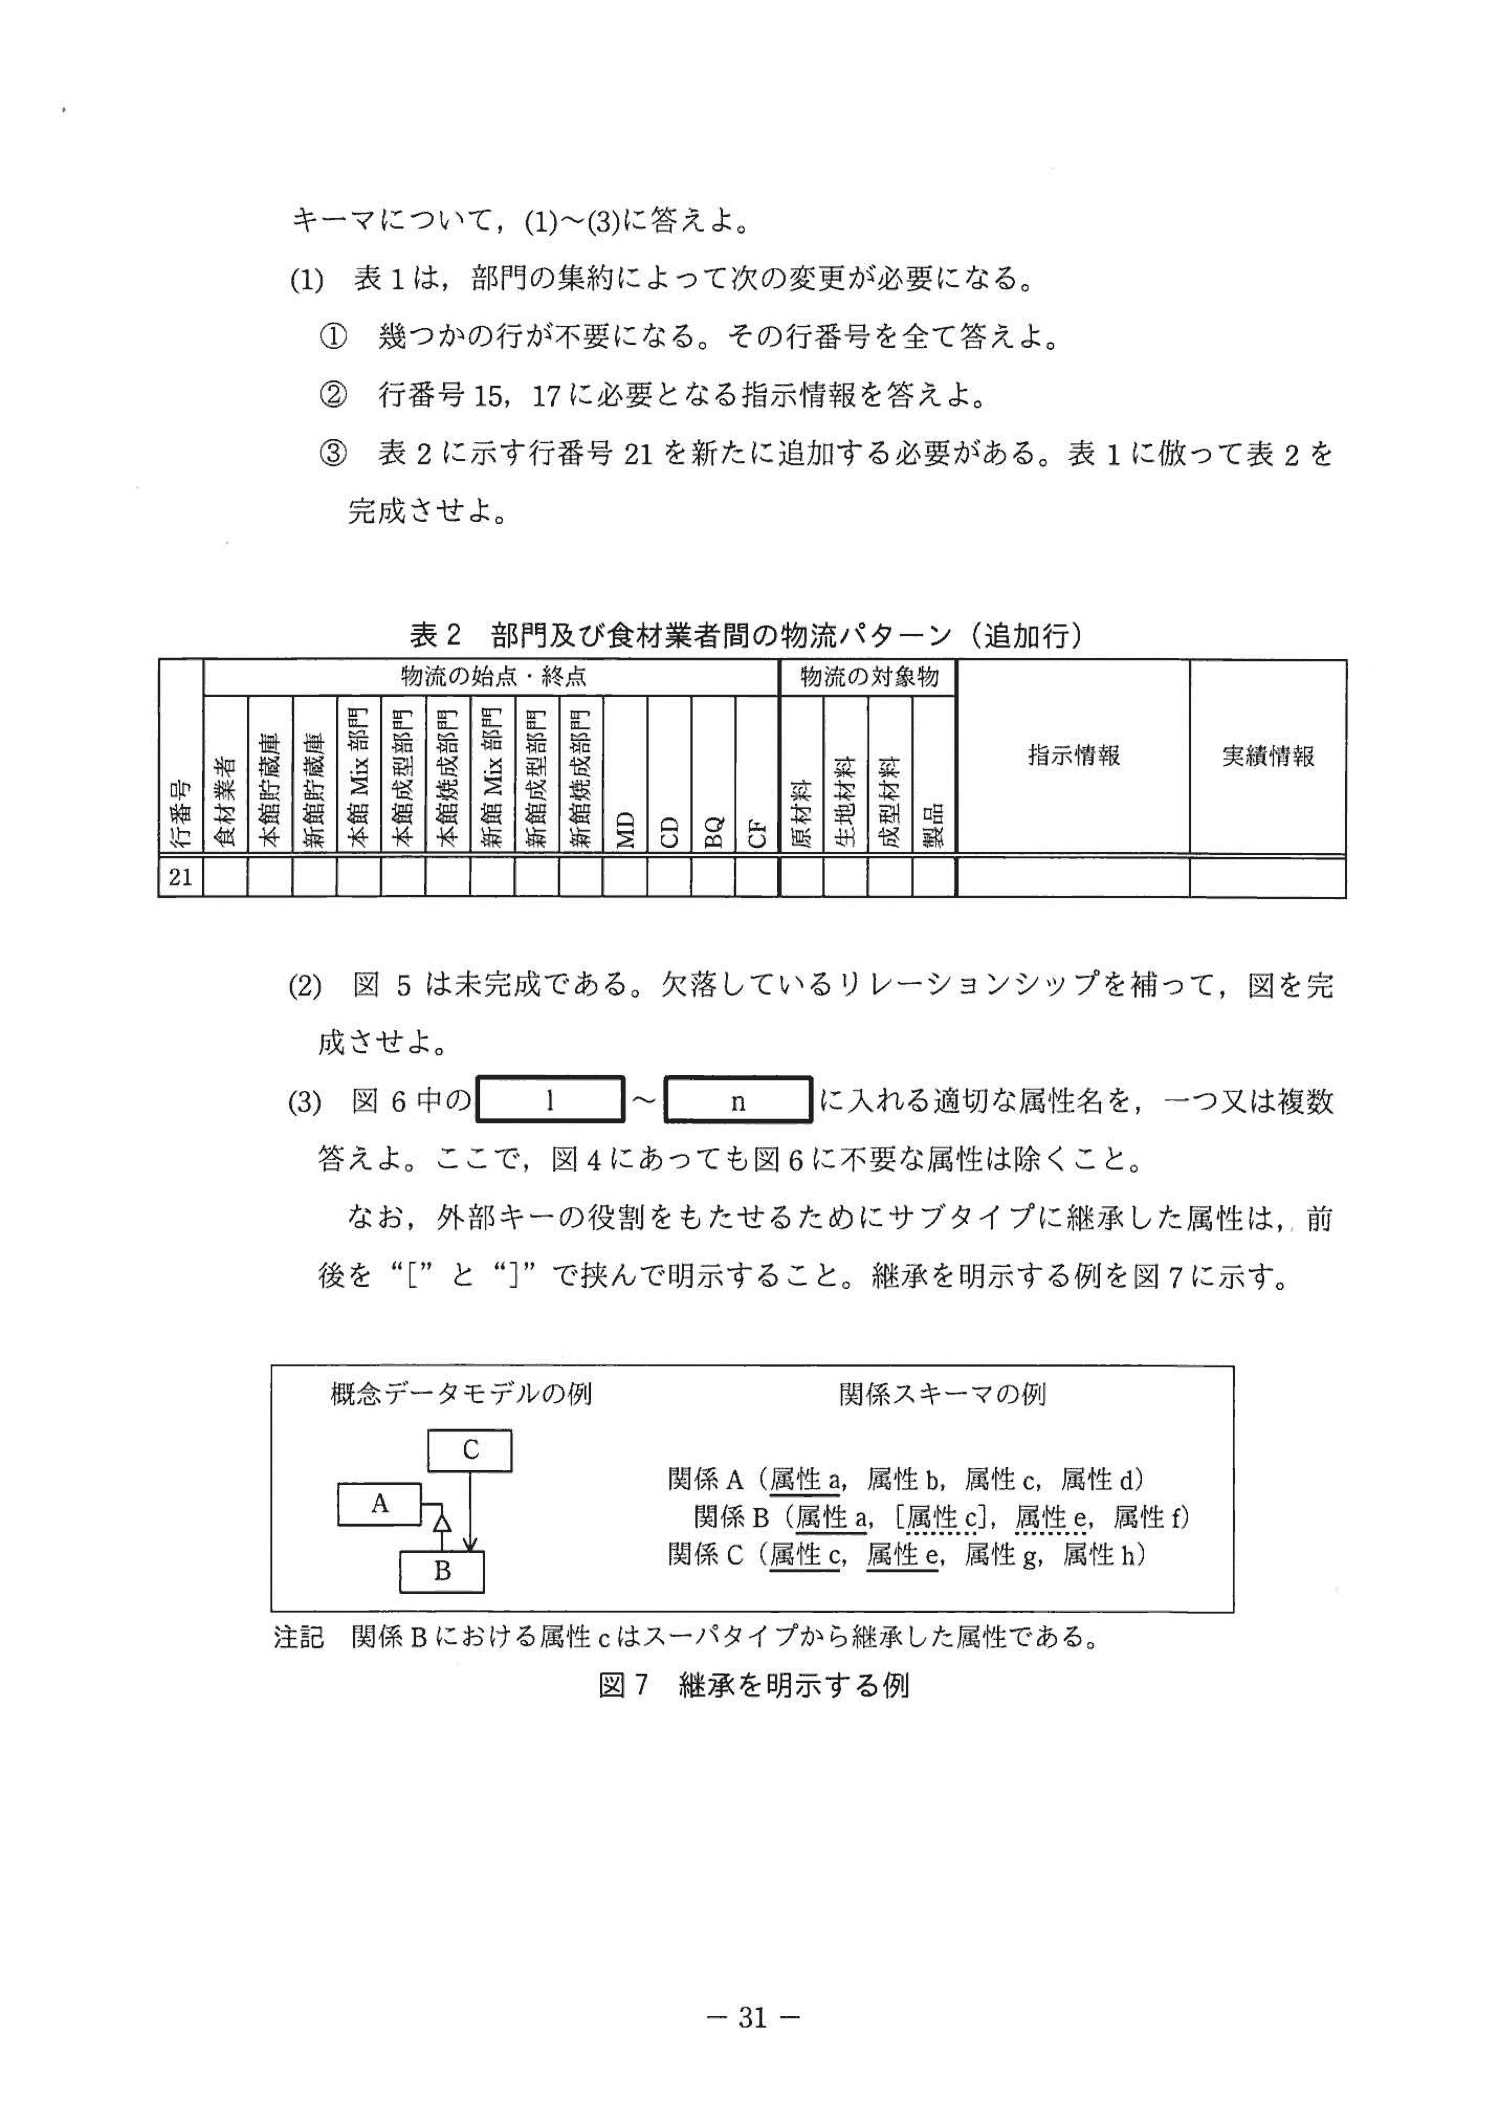 キーマについて，(1)～(3)に答えよ。
(1)　表1は，部門の集約によって次の変更が必要になる。
①　幾つかの行が不要になる。その行番号を全て答えよ。
②　行番号15，17に必要となる指示情報を答えよ。
③　表2に示す行番号21を新たに追加する必要がある。表1に倣って表2を
完成させよ。
表2　部門及び食材業者間の物流パターン（追加行）
行番号
物流の始点・終点
物流の対象物
指示情報
実績情報
食材業者
本館貯蔵庫
新館貯蔵庫
本館Mix部門
本館成型部門
本館焼成部門
新館Mix部門
新館成型部門
新館焼成部門
MD
CD
BQ
CF
原材料
生地材料
成型材料
製品
21
(2)　図5は未完成である。欠落しているリレーションシップを補って，図を完
成させよ。
(3)　図6中の l ～ n に入れる適切な属性名を，一つ又は複数
答えよ。ここで，図4にあっても図6に不要な属性は除くこと。
なお，外部キーの役割をもたせるためにサブタイプに継承した属性は，前
後を“[”と“]”で挟んで明示すること。継承を明示する例を図7に示す。
概念データモデルの例
関係スキーマの例
C
A
B
関係A（属性a，属性b，属性c，属性d）
関係B（属性a，[属性c]，属性e，属性f）
関係C（属性c，属性e，属性g，属性h）
注記　関係Bにおける属性cはスーパタイプから継承した属性である。
図7　継承を明示する例
－ 31 －